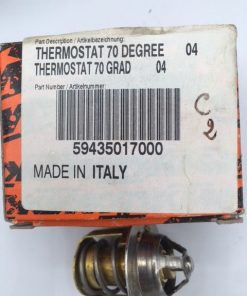 Part Description / Artikelbezeichnung:
THERMOSTAT 70 DEGREE 04
THERMOSTAT 70 GRAD 04
Part Number / Artikelnummer:
59435017000
MADE IN ITALY
C
2